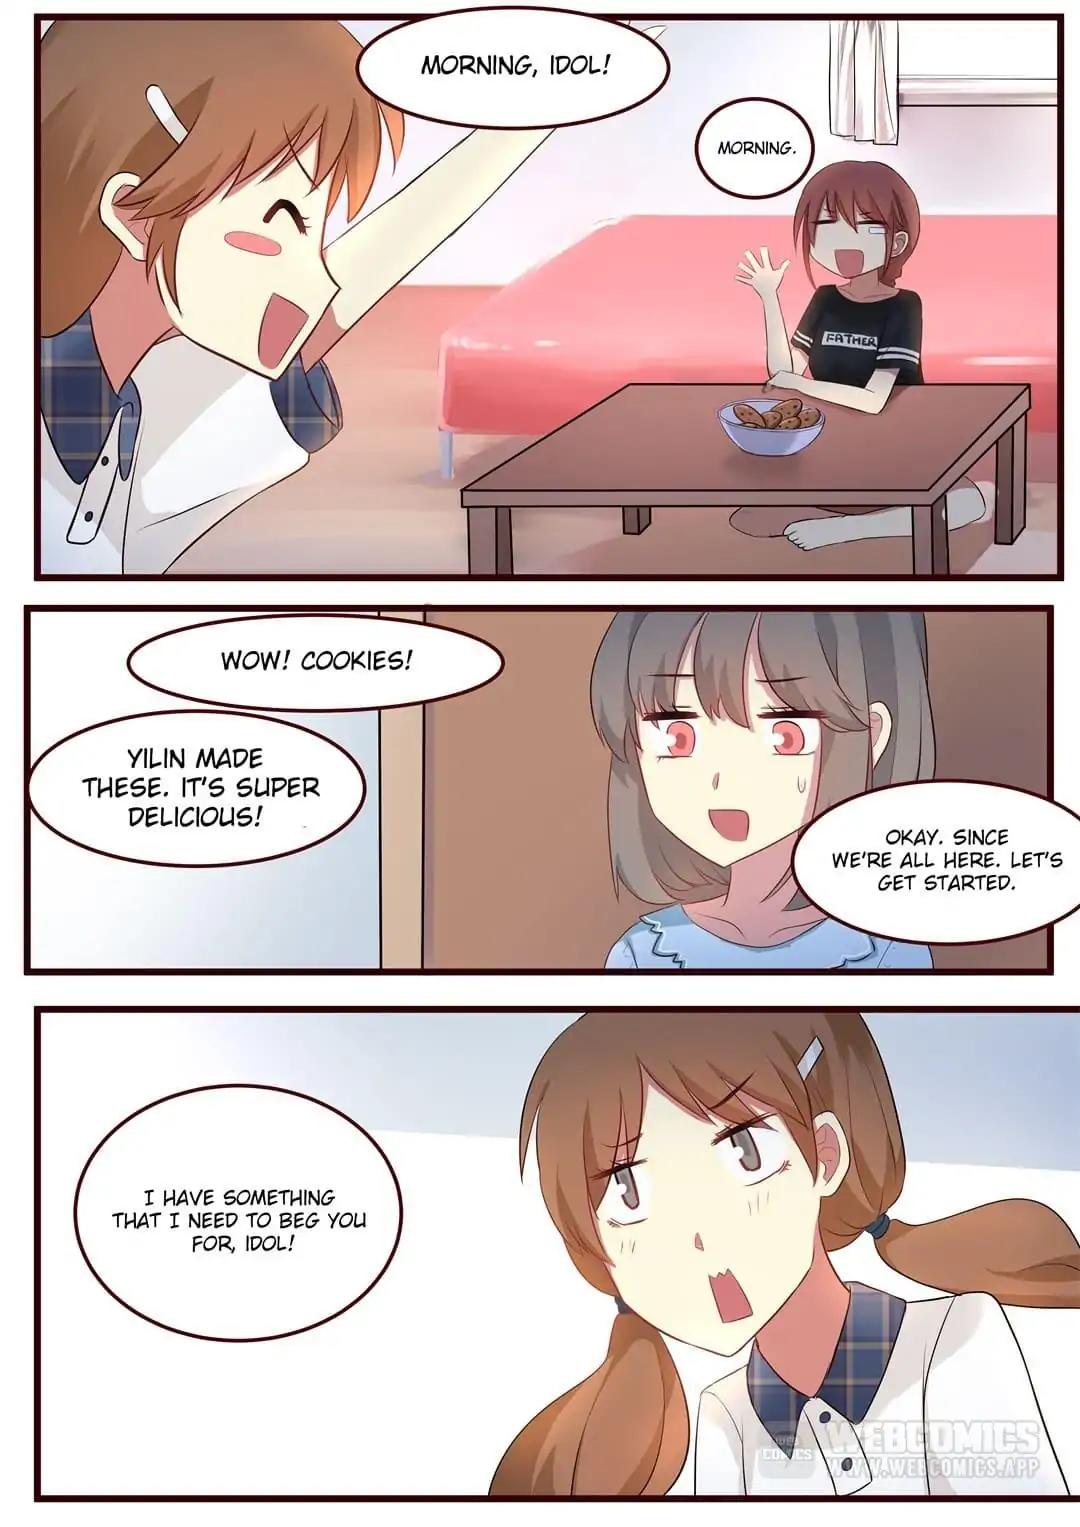 MORNING, IDOL!
MORNING.
FATHER
WOW! COOKIES!
YILIN MADE
THESE. IT'S SUPER
DELICIOUS!
OKAY. SINCE
WE'RE ALL HERE. LET'S
GET STARTED.
I HAVE SOMETHING
THAT I NEED TO BEG YOU
FOR, IDOL!
WEBCOMICS
WWW.WEBCOMICS.APP